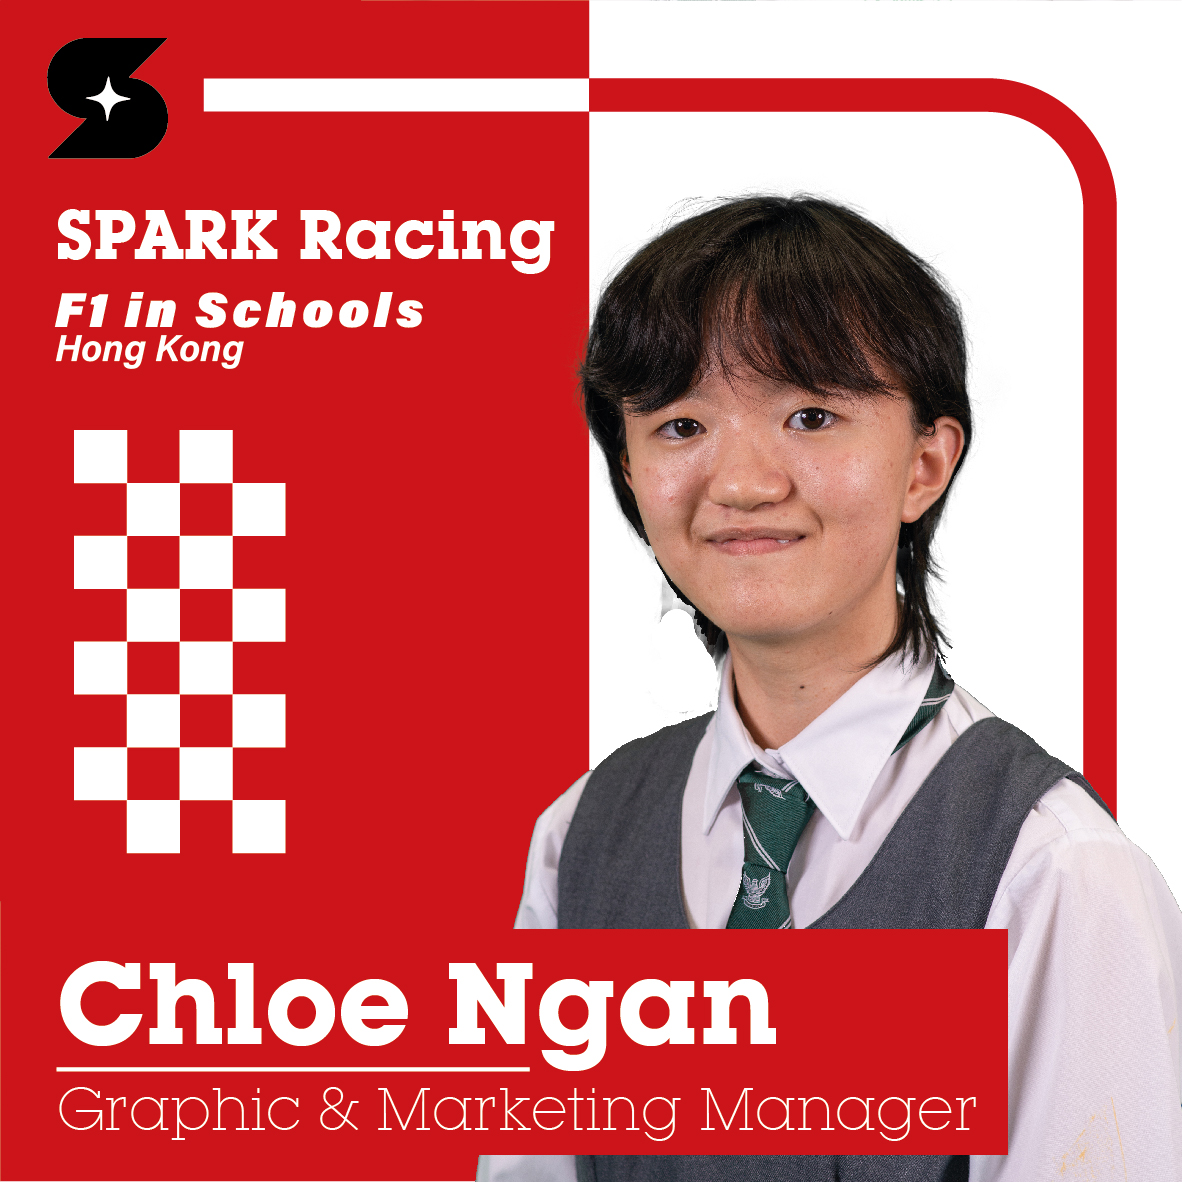 SPARK Racing
F1 in Schools
Hong Kong
Chloe Ngan
Graphic & Marketing Manager